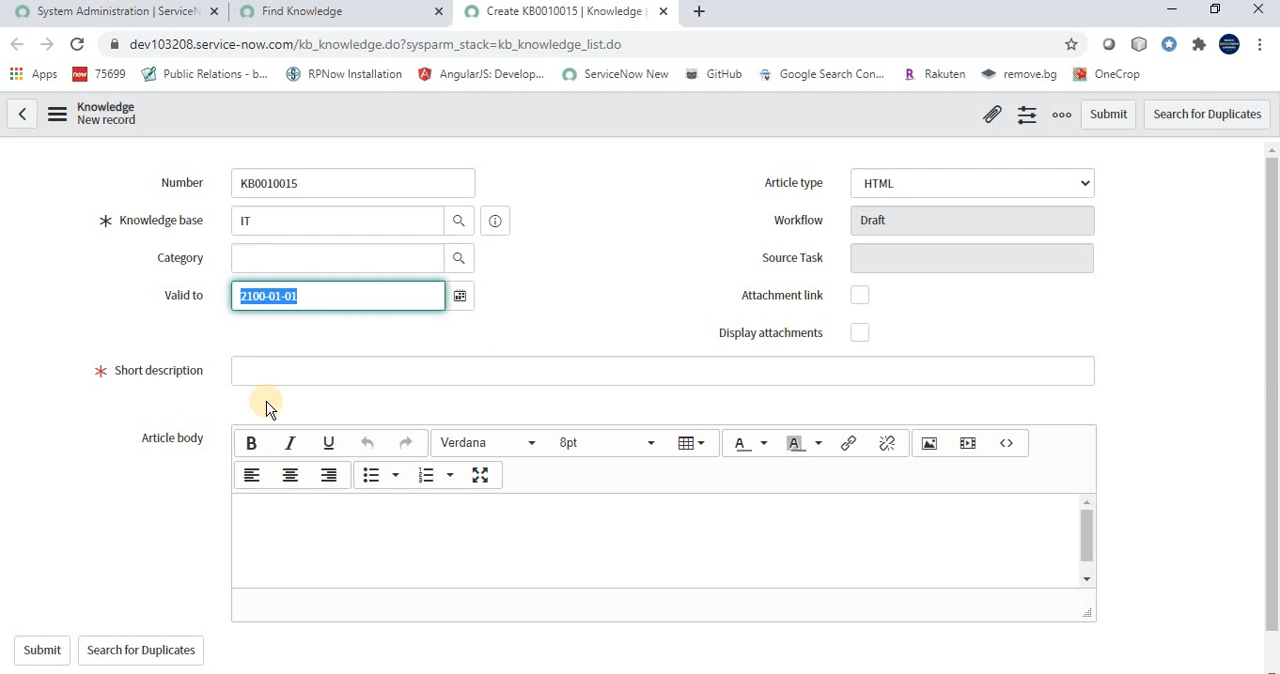 System Administration | ServiceN
Find Knowledge
Create KB0010015 | Knowledge |
dev103208.service-now.com/kb_knowledge.do?sysparm_stack=kb_knowledge_list.do
Apps
now
75699
Public Relations - b...
RPNow Installation
AngularJS: Develop...
ServiceNow New
GitHub
Google Search Con...
R
Rakuten
remove.bg
OneCrop
Knowledge
New record
Submit
Search for Duplicates
Number
KB0010015
Article type
HTML
Knowledge base
IT
Workflow
Draft
Category
Source Task
Valid to
2100-01-01
Attachment link
Display attachments
Short description
Article body
B
I
U
Verdana
8pt
A
A
Submit
Search for Duplicates